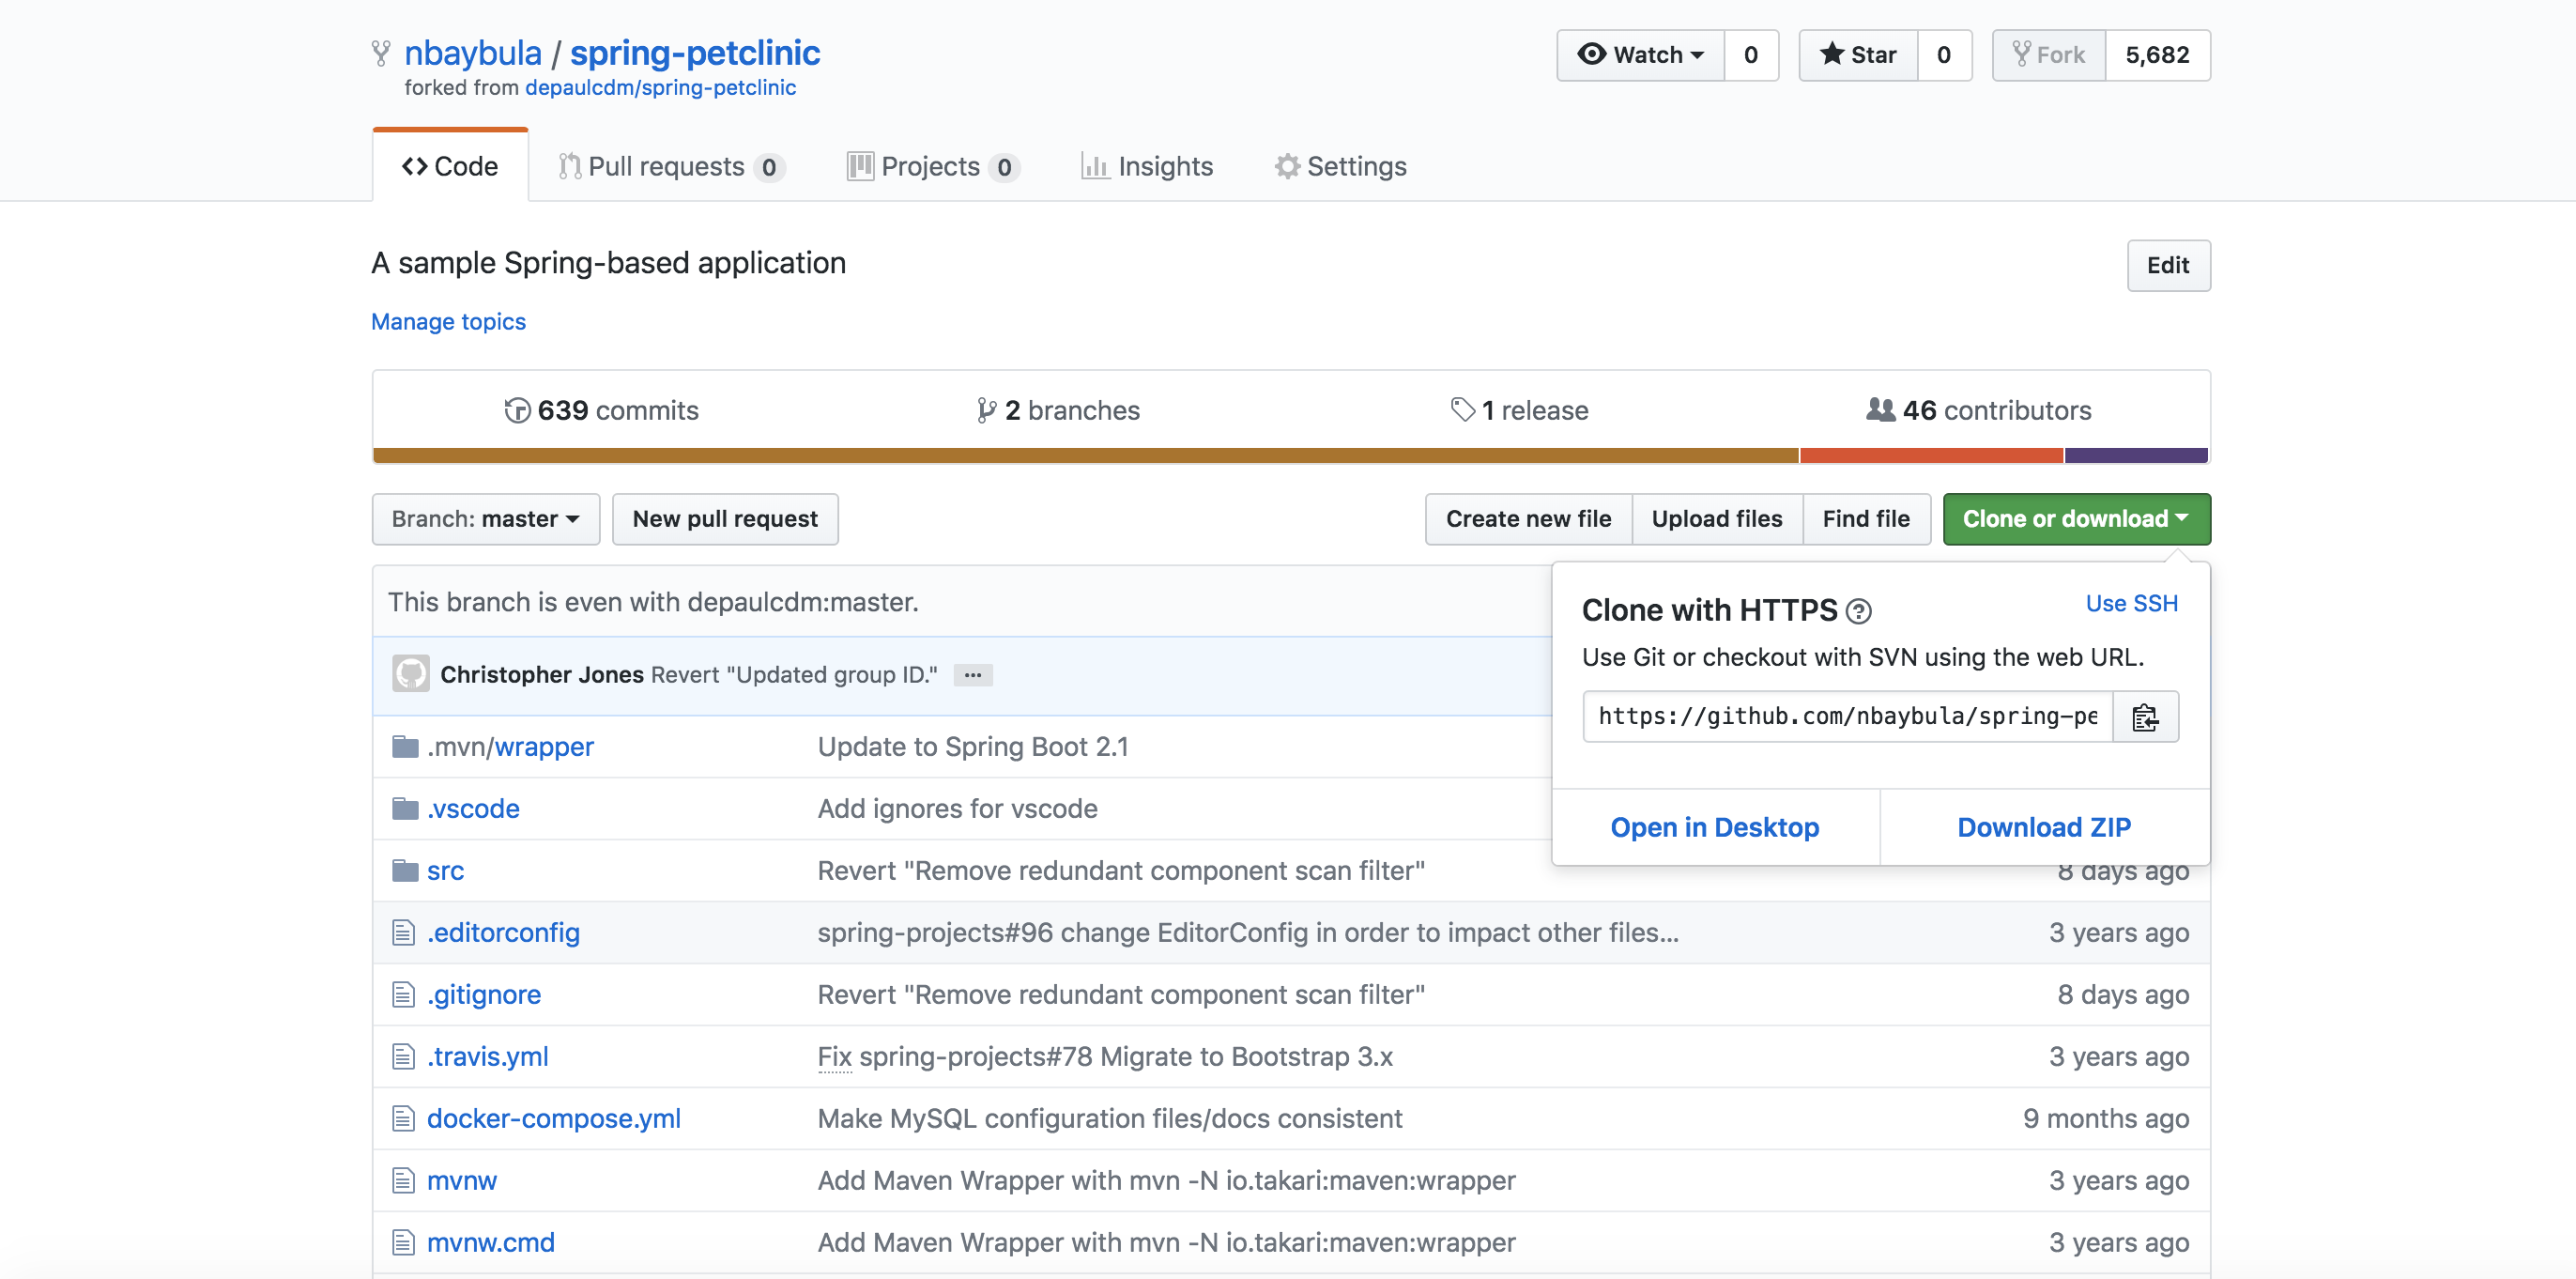 nbaybula / spring-petclinic
forked from depaulcdm/spring-petclinic
Watch 0 Star 0 Fork 5,682
Code Pull requests 0 Projects 0 Insights Settings
A sample Spring-based application
Edit
Manage topics
639 commits 2 branches 1 release 46 contributors
Branch: master New pull request Create new file Upload files Find file Clone or download
This branch is even with depaulcdm:master.
Clone with HTTPS ? Use SSH
Use Git or checkout with SVN using the web URL.
https://github.com/nbaybula/spring-pe
Open in Desktop Download ZIP
Christopher Jones Revert "Updated group ID." ...
.mvn/wrapper Update to Spring Boot 2.1
.vscode Add ignores for vscode
src Revert "Remove redundant component scan filter" 8 days ago
.editorconfig spring-projects#96 change EditorConfig in order to impact other files... 3 years ago
.gitignore Revert "Remove redundant component scan filter" 8 days ago
.travis.yml Fix spring-projects#78 Migrate to Bootstrap 3.x 3 years ago
docker-compose.yml Make MySQL configuration files/docs consistent 9 months ago
mvnw Add Maven Wrapper with mvn -N io.takari:maven:wrapper 3 years ago
mvnw.cmd Add Maven Wrapper with mvn -N io.takari:maven:wrapper 3 years ago